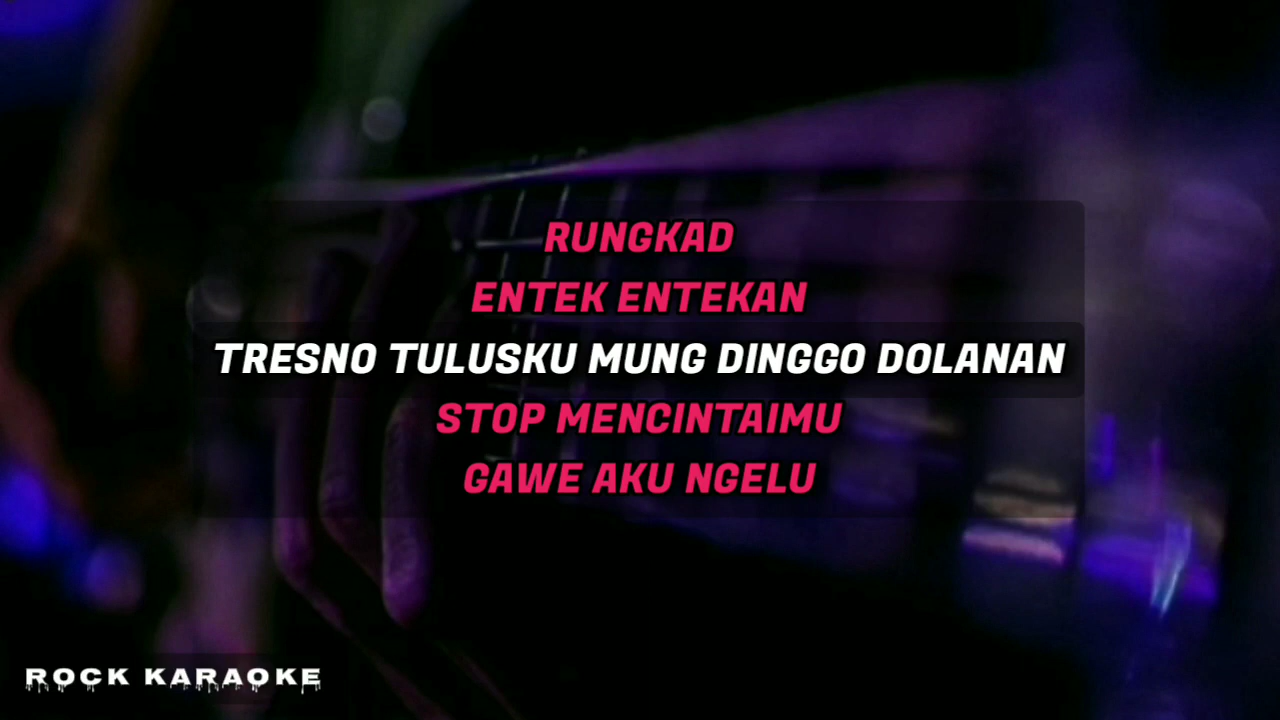 RUNGKAD
ENTEK ENTEKAN
TRESNO TULUSKU MUNG DINGGO DOLANAN
STOP MENCINTAIMU
GAWE AKU NGELU
ROCK KARAOKE